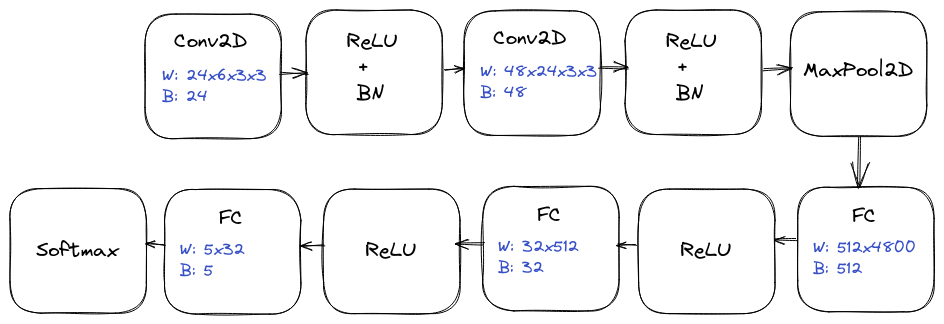 Conv2D
W: 24x6x3x3
B: 24
ReLU
+
BN
Conv2D
W: 48x24x3x3
B: 48
ReLU
+
BN
MaxPool2D
FC
W: 512x4800
B: 512
ReLU
FC
W: 32x512
B: 32
ReLU
FC
W: 5x32
B: 5
Softmax